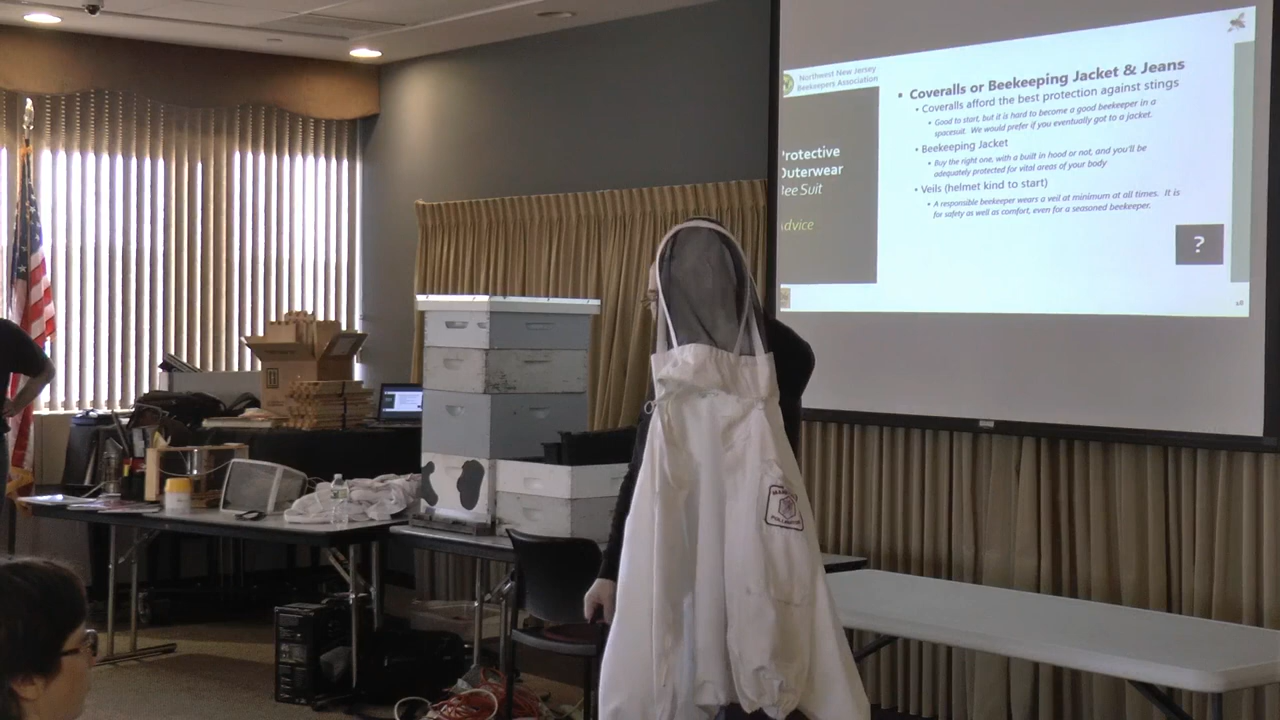 Northwest New Jersey
Beekeepers Association
Protective
Outerwear
Bee Suit
Advice
▪ Coveralls or Beekeeping Jacket & Jeans
• Coveralls afford the best protection against stings
• Good to start, but it is hard to become a good beekeeper in a
spacesuit. We would prefer if you eventually got to a jacket.
• Beekeeping Jacket
• Buy the right one, with a built in hood or not, and you'll be
adequately protected for vital areas of your body
• Veils (helmet kind to start)
• A responsible beekeeper wears a veil at minimum at all times. It is
for safety as well as comfort, even for a seasoned beekeeper.
?